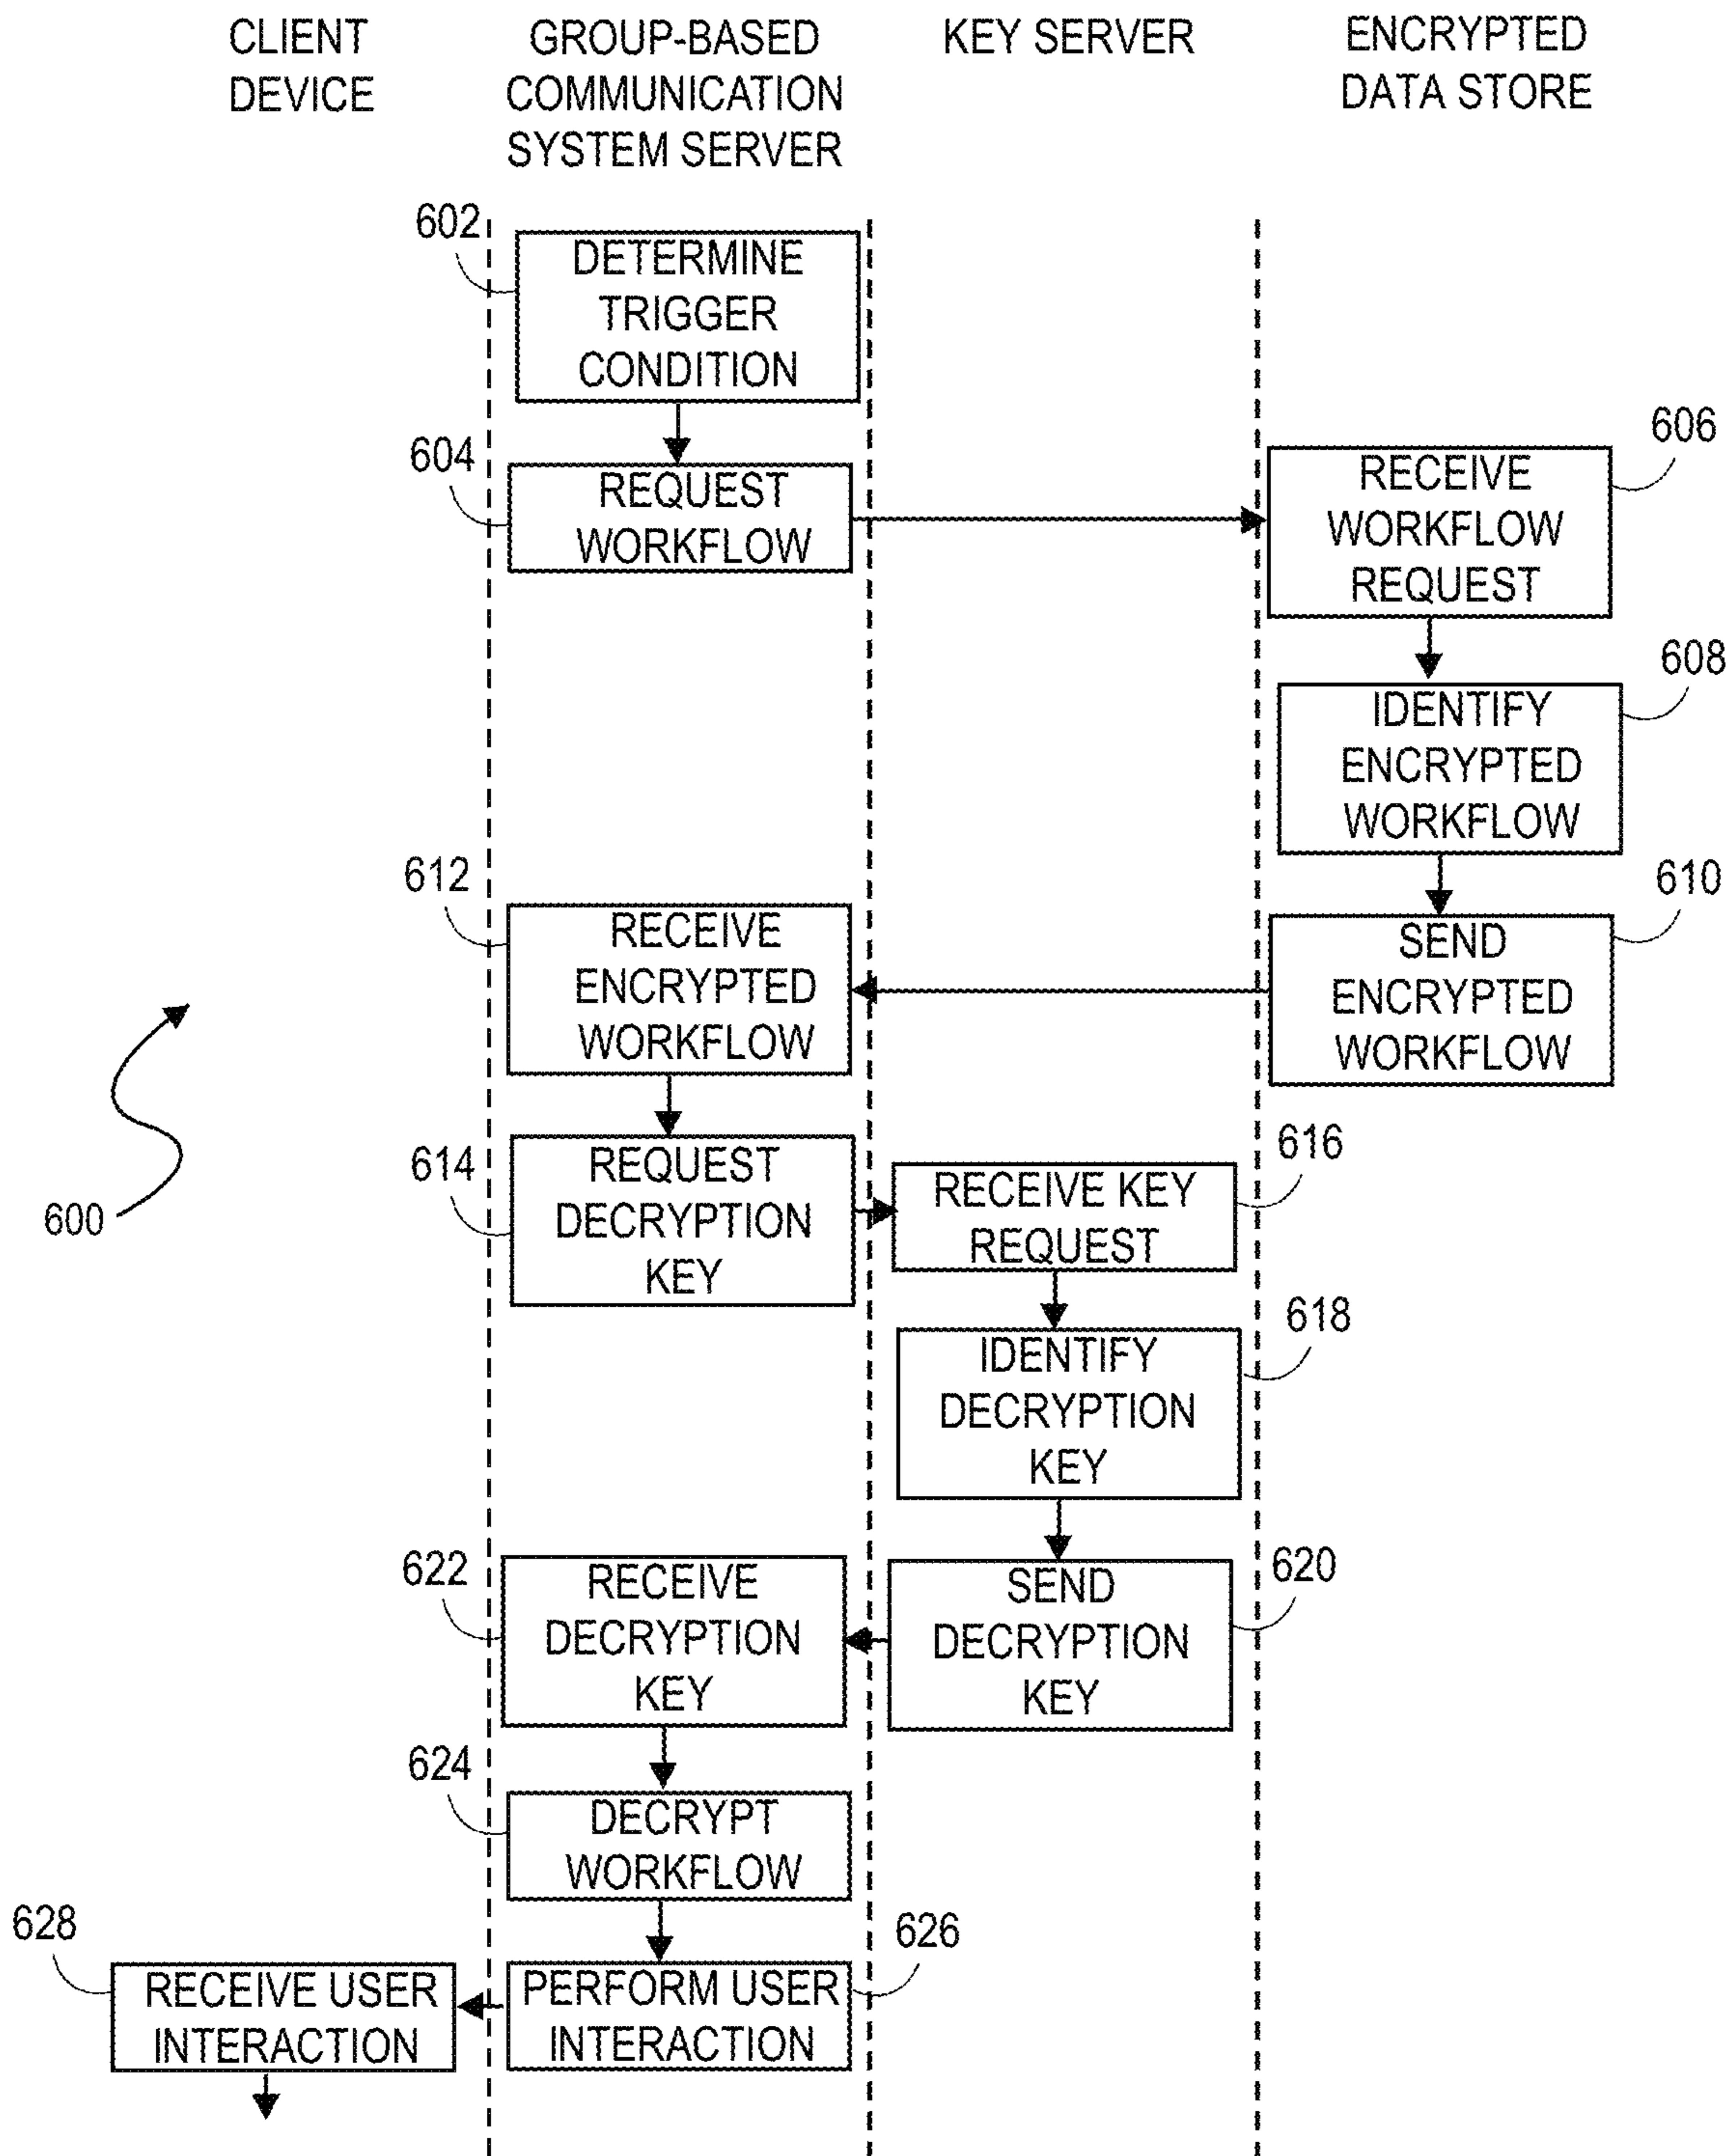 CLIENT
DEVICE
GROUP-BASED
COMMUNICATION
SYSTEM SERVER
KEY SERVER
ENCRYPTED
DATA STORE
602
DETERMINE
TRIGGER
CONDITION
604
REQUEST
WORKFLOW
606
RECEIVE
WORKFLOW
REQUEST
608
IDENTIFY
ENCRYPTED
WORKFLOW
610
SEND
ENCRYPTED
WORKFLOW
612
RECEIVE
ENCRYPTED
WORKFLOW
600
614
REQUEST
DECRYPTION
KEY
616
RECEIVE KEY
REQUEST
618
IDENTIFY
DECRYPTION
KEY
620
SEND
DECRYPTION
KEY
622
RECEIVE
DECRYPTION
KEY
624
DECRYPT
WORKFLOW
626
PERFORM USER
INTERACTION
628
RECEIVE USER
INTERACTION